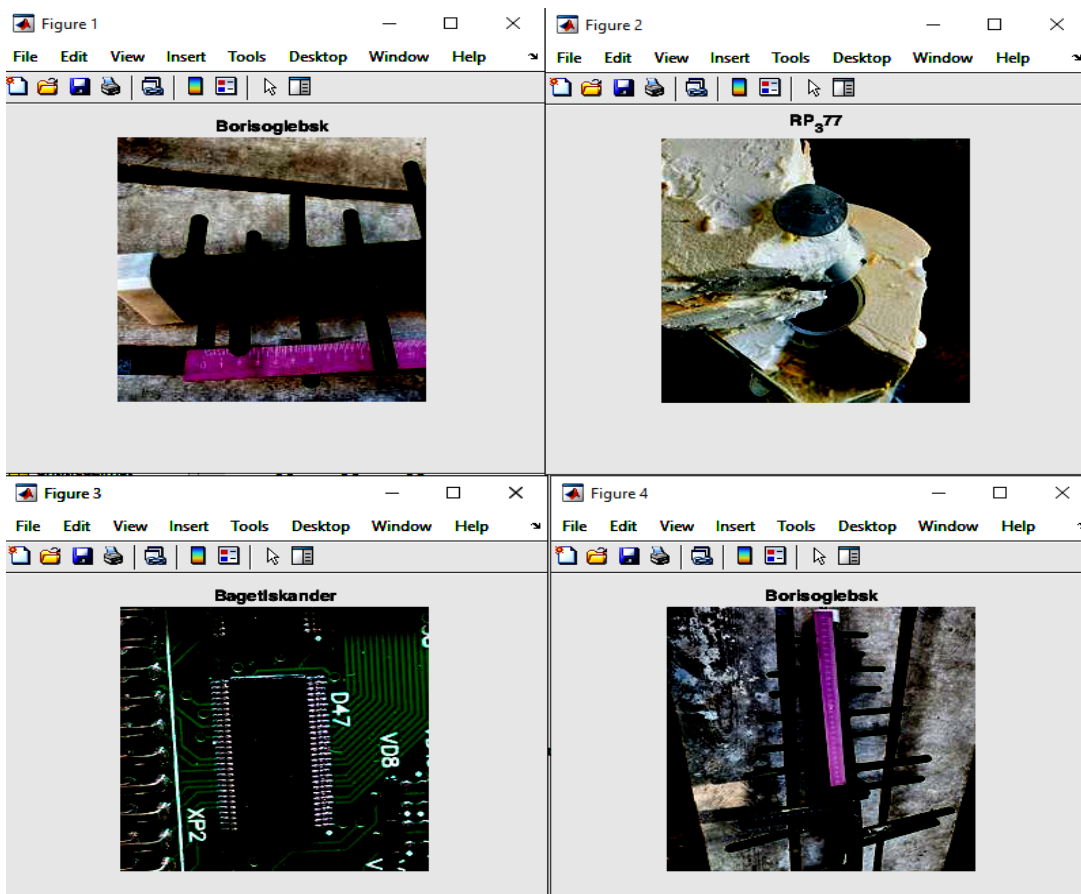 Figure 1
File Edit View Insert Tools Desktop Window Help
Borisoglebsk
Figure 2
File Edit View Insert Tools Desktop Window Help
RP_377
Figure 3
File Edit View Insert Tools Desktop Window Help
BagetIskander
D47
VD8
XP2
V
Figure 4
File Edit View Insert Tools Desktop Window Help
Borisoglebsk